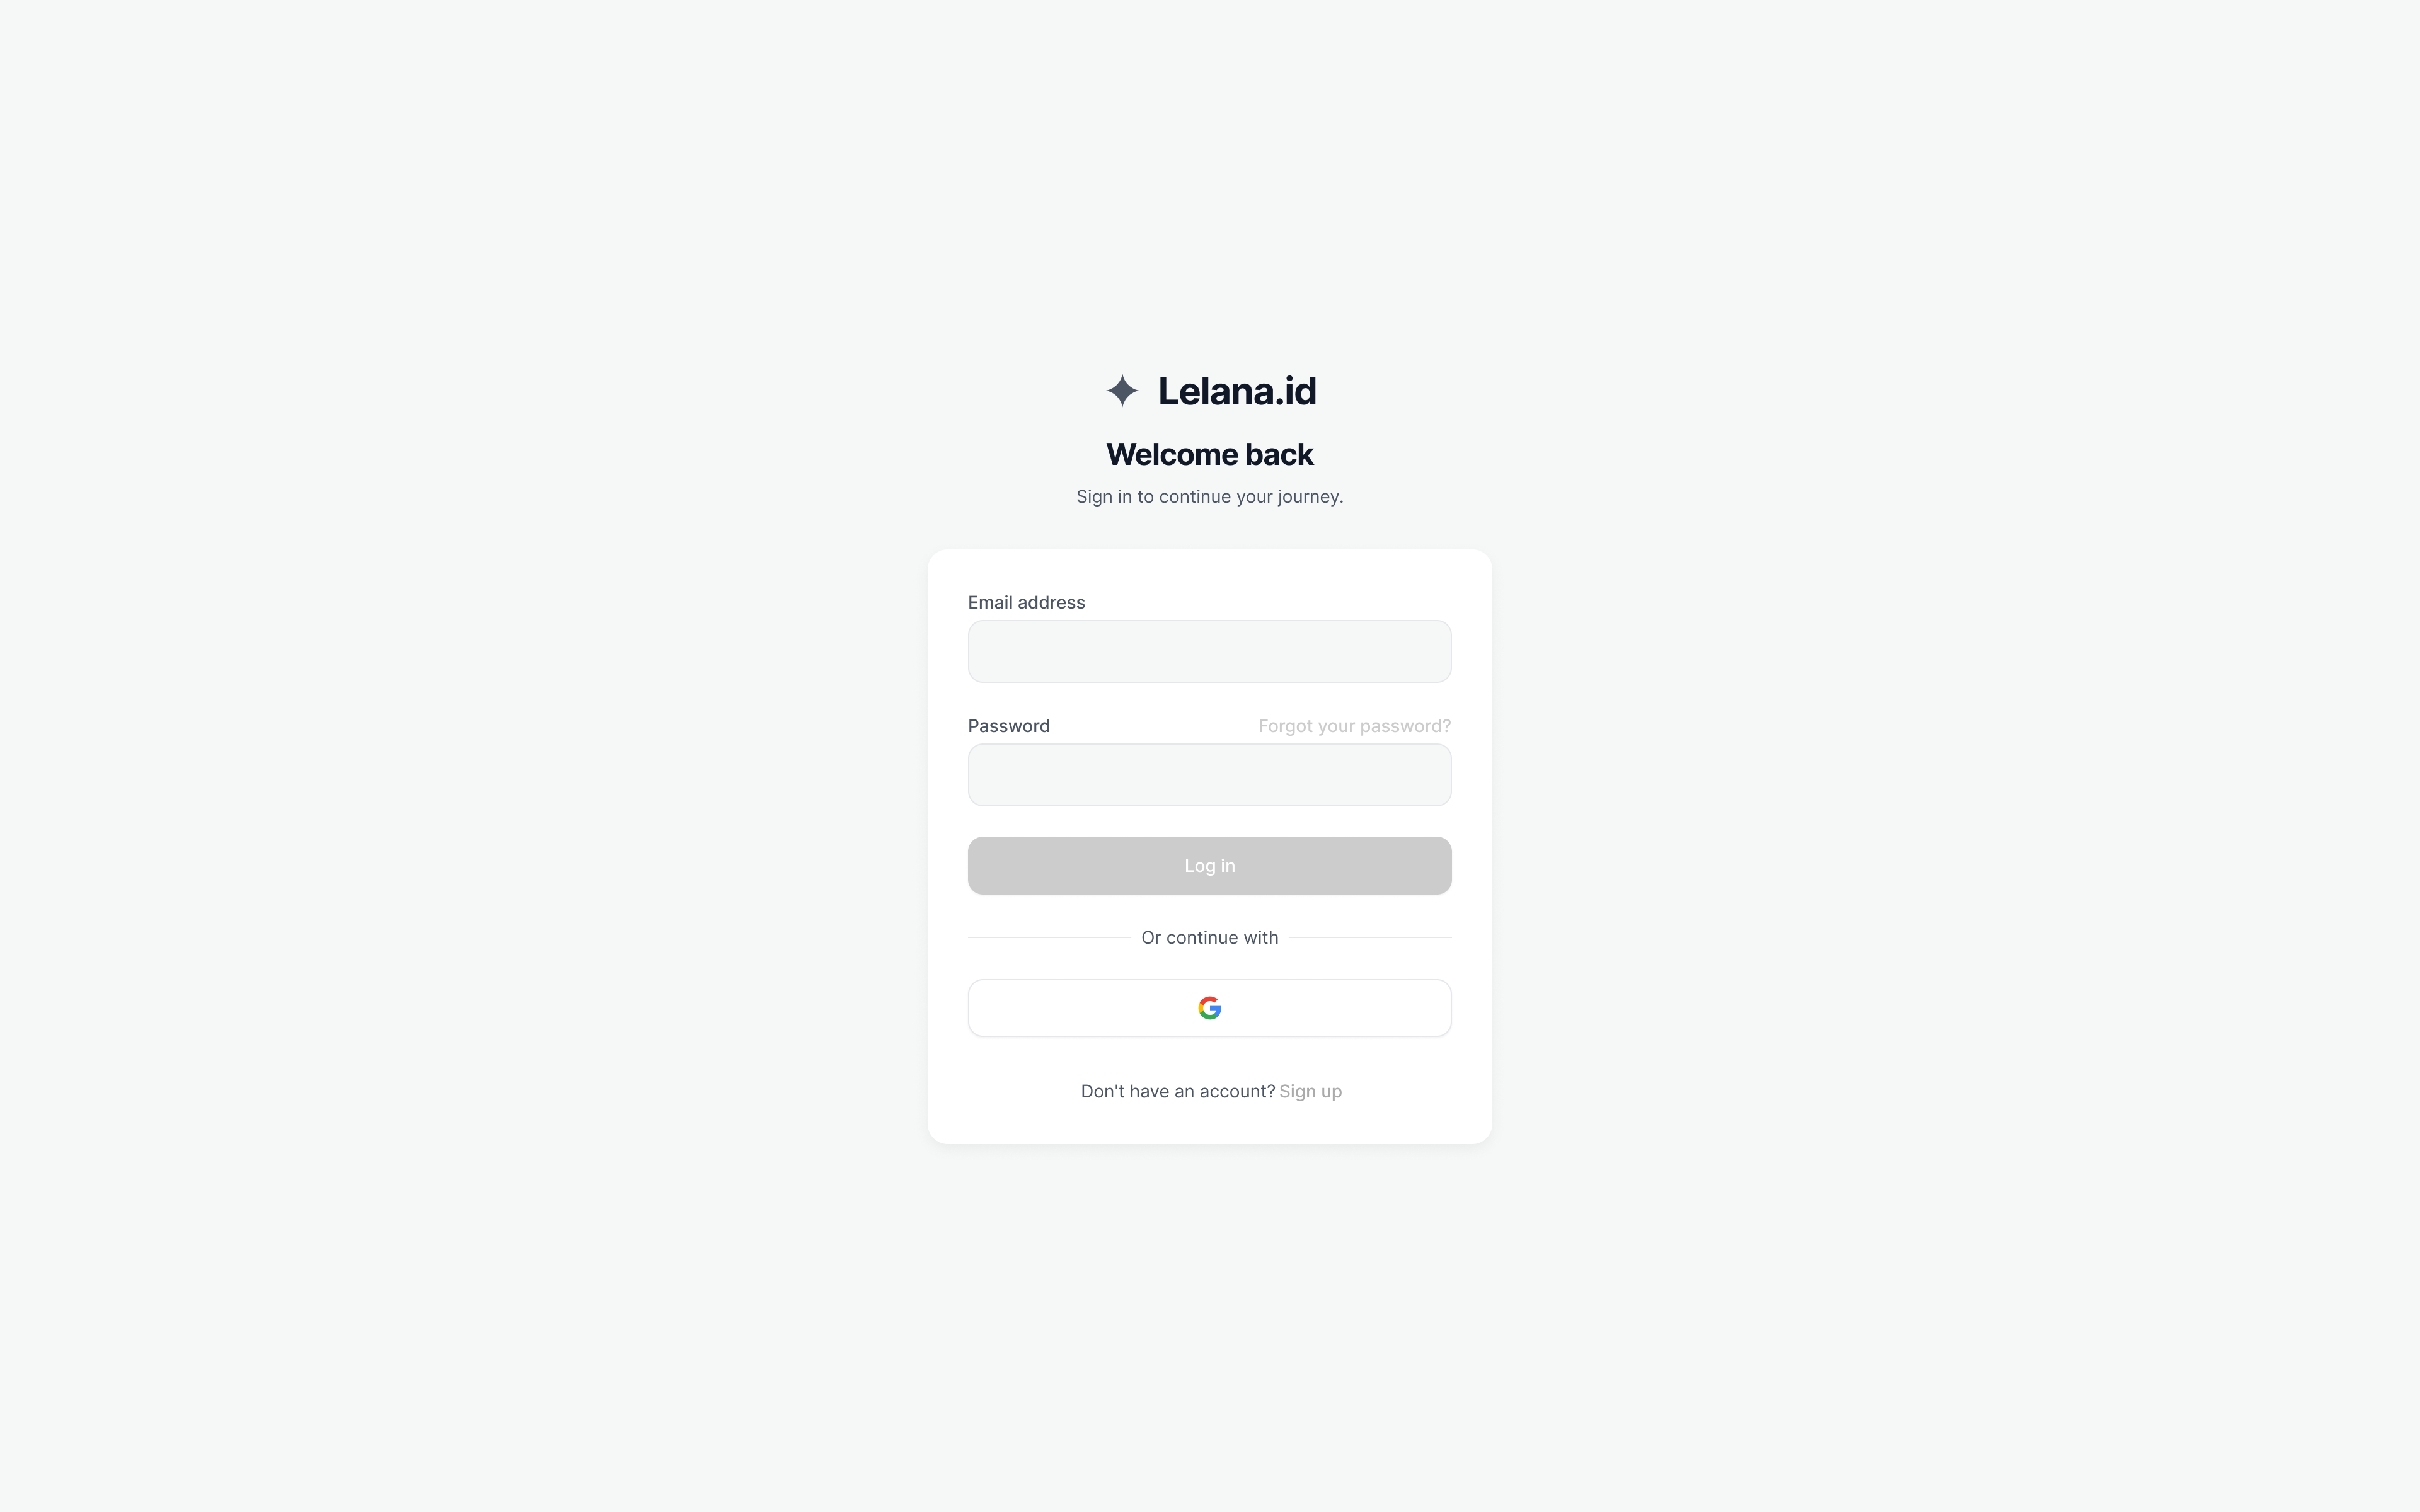 Lelana.id
Welcome back
Sign in to continue your journey.
Email address
Password
Forgot your password?
Log in
Or continue with
Don't have an account? Sign up